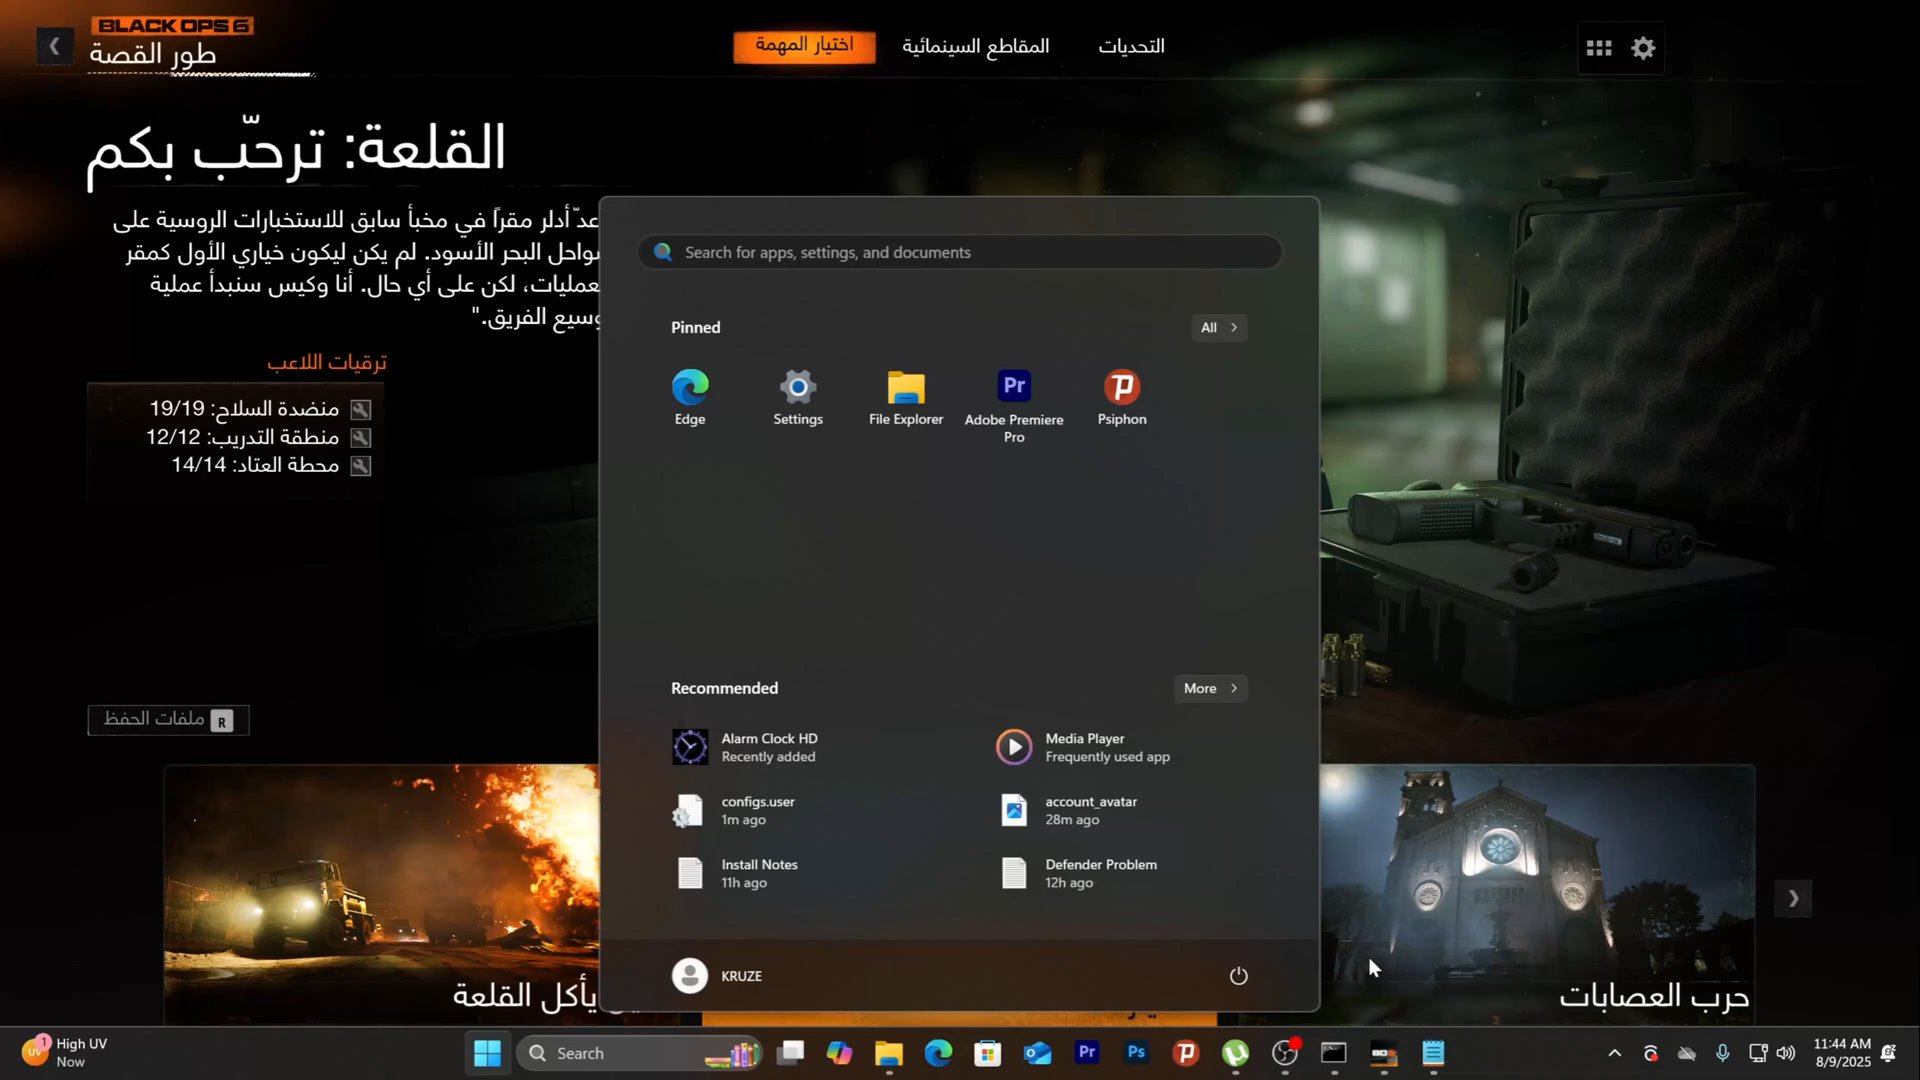 BLACK OPS 6
طور القصة
اختيار المهمة
المقاطع السينمائية
التحديات
القلعة: ترحّب بكم
عدّ أدلر مقراً في مخبأ سابق للاستخبارات الروسية على
سواحل البحر الأسود. لم يكن ليكون خياري الأول كمقر
عمليات، لكن على أي حال. أنا وكيس سنبدأ عملية
وسيع الفريق."
ترقيات اللاعب
منضدة السلاح: 19/19
منطقة التدريب: 12/12
محطة العتاد: 14/14
ملفات الحفظ R
Search for apps, settings, and documents
Pinned
All
Edge
Settings
File Explorer
Adobe Premiere
Pro
Psiphon
Recommended
More
Alarm Clock HD
Recently added
Media Player
Frequently used app
configs.user
1m ago
account_avatar
28m ago
Install Notes
11h ago
Defender Problem
12h ago
KRUZE
يأكل القلعة
حرب العصابات
High UV
Now
Search
11:44 AM
8/9/2025